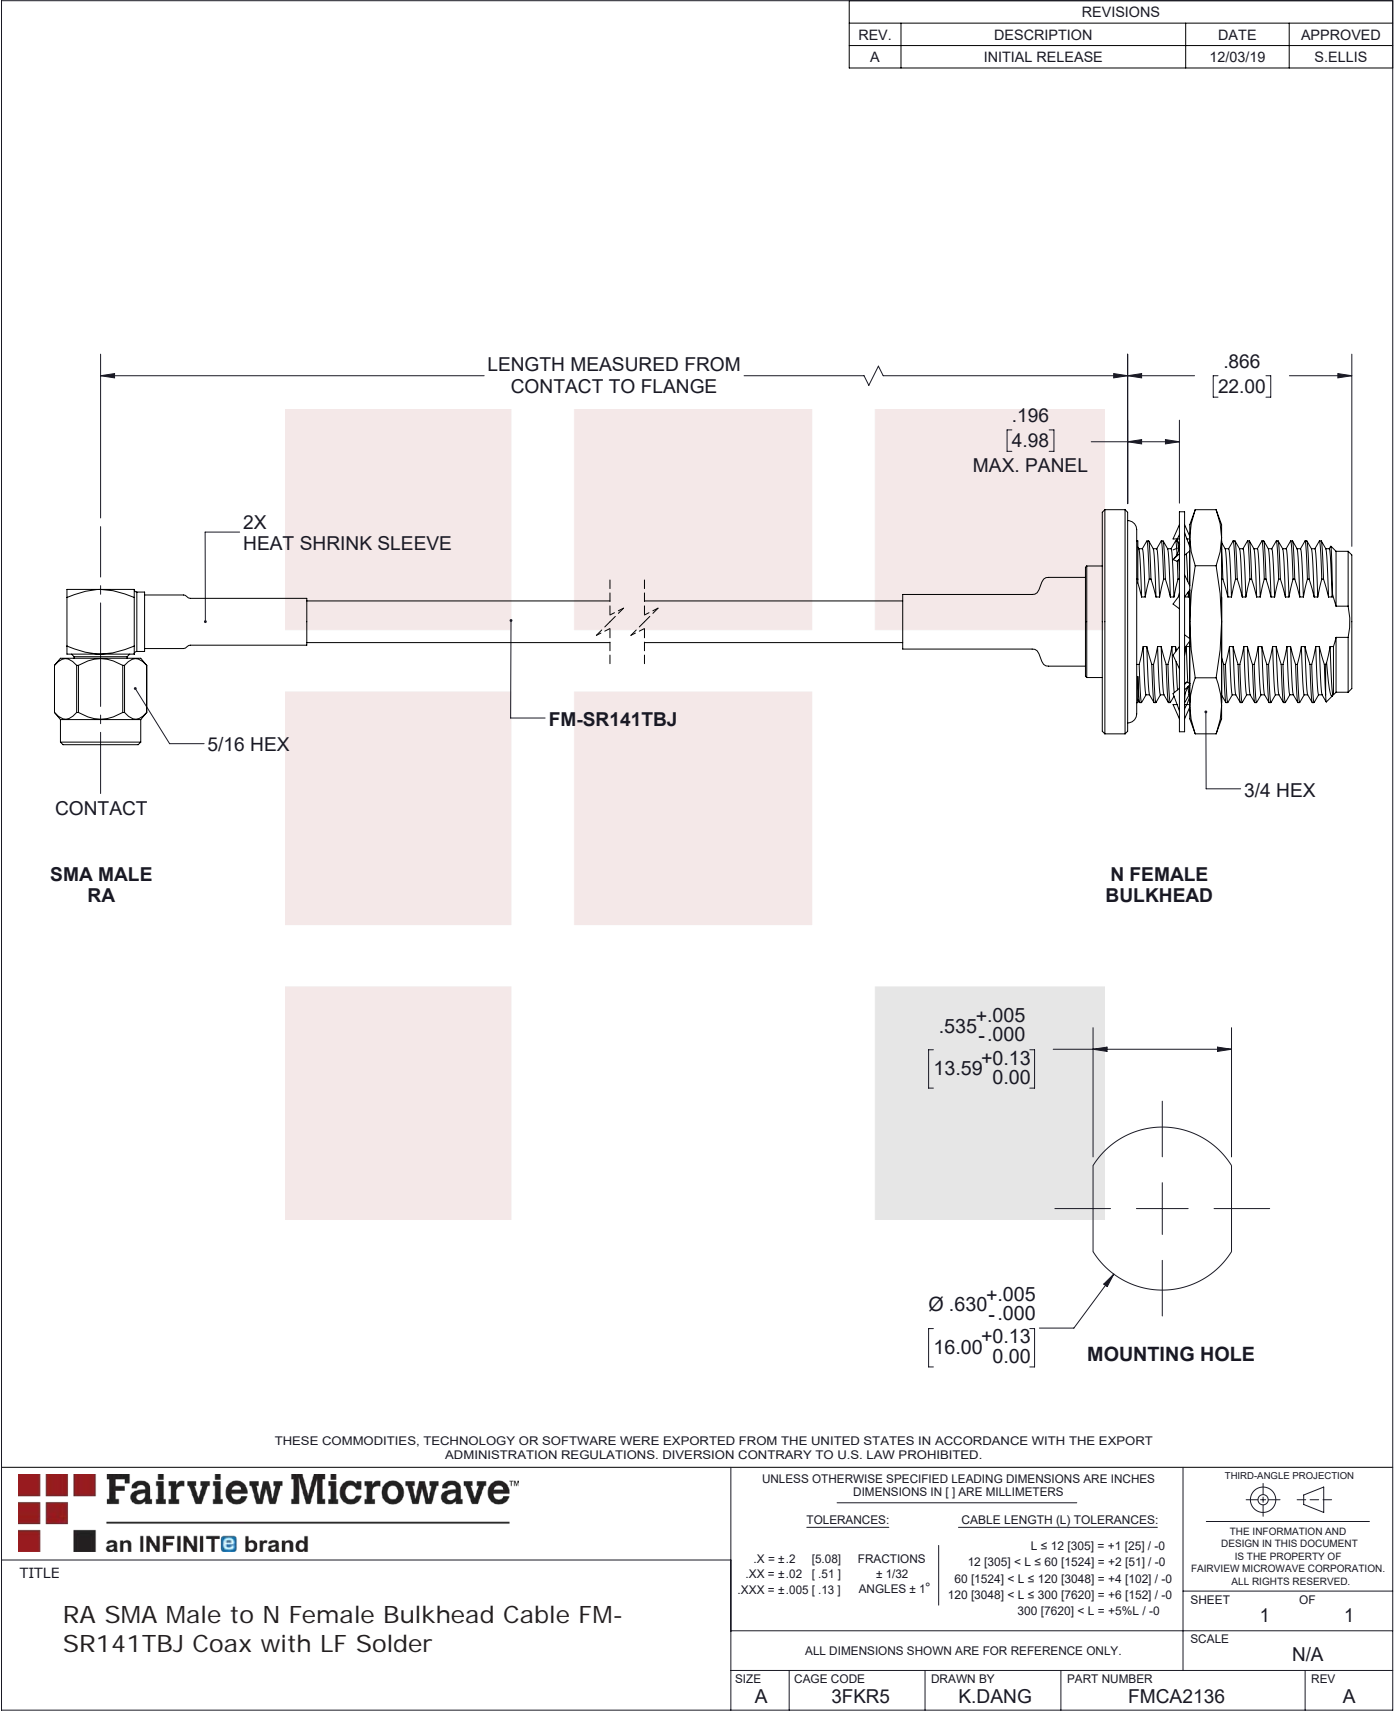 REVISIONS
REV. DESCRIPTION DATE APPROVED
A INITIAL RELEASE 12/03/19 S.ELLIS
LENGTH MEASURED FROM
CONTACT TO FLANGE
.866
[22.00]
.196
[4.98]
MAX. PANEL
2X
HEAT SHRINK SLEEVE
FM-SR141TBJ
5/16 HEX
3/4 HEX
CONTACT
SMA MALE
RA
N FEMALE
BULKHEAD
.535 +.005
-.000
[13.59 +0.13
0.00]
Ø .630 +.005
-.000
[16.00 +0.13
0.00]
MOUNTING HOLE
THESE COMMODITIES, TECHNOLOGY OR SOFTWARE WERE EXPORTED FROM THE UNITED STATES IN ACCORDANCE WITH THE EXPORT
ADMINISTRATION REGULATIONS. DIVERSION CONTRARY TO U.S. LAW PROHIBITED.
Fairview Microwave™
an INFINITe brand
TITLE
RA SMA Male to N Female Bulkhead Cable FM-
SR141TBJ Coax with LF Solder
UNLESS OTHERWISE SPECIFIED LEADING DIMENSIONS ARE INCHES
DIMENSIONS IN [ ] ARE MILLIMETERS
TOLERANCES:
.X = ±.2 [5.08] FRACTIONS
.XX = ±.02 [ .51 ] ± 1/32
.XXX = ±.005 [ .13 ] ANGLES ± 1°
CABLE LENGTH (L) TOLERANCES:
L ≤ 12 [305] = +1 [25] / -0
12 [305] < L ≤ 60 [1524] = +2 [51] / -0
60 [1524] < L ≤ 120 [3048] = +4 [102] / -0
120 [3048] < L ≤ 300 [7620] = +6 [152] / -0
300 [7620] < L = +5%L / -0
ALL DIMENSIONS SHOWN ARE FOR REFERENCE ONLY.
THIRD-ANGLE PROJECTION
THE INFORMATION AND
DESIGN IN THIS DOCUMENT
IS THE PROPERTY OF
FAIRVIEW MICROWAVE CORPORATION.
ALL RIGHTS RESERVED.
SHEET 1 OF 1
SCALE
N/A
SIZE CAGE CODE DRAWN BY PART NUMBER REV
A 3FKR5 K.DANG FMCA2136 A